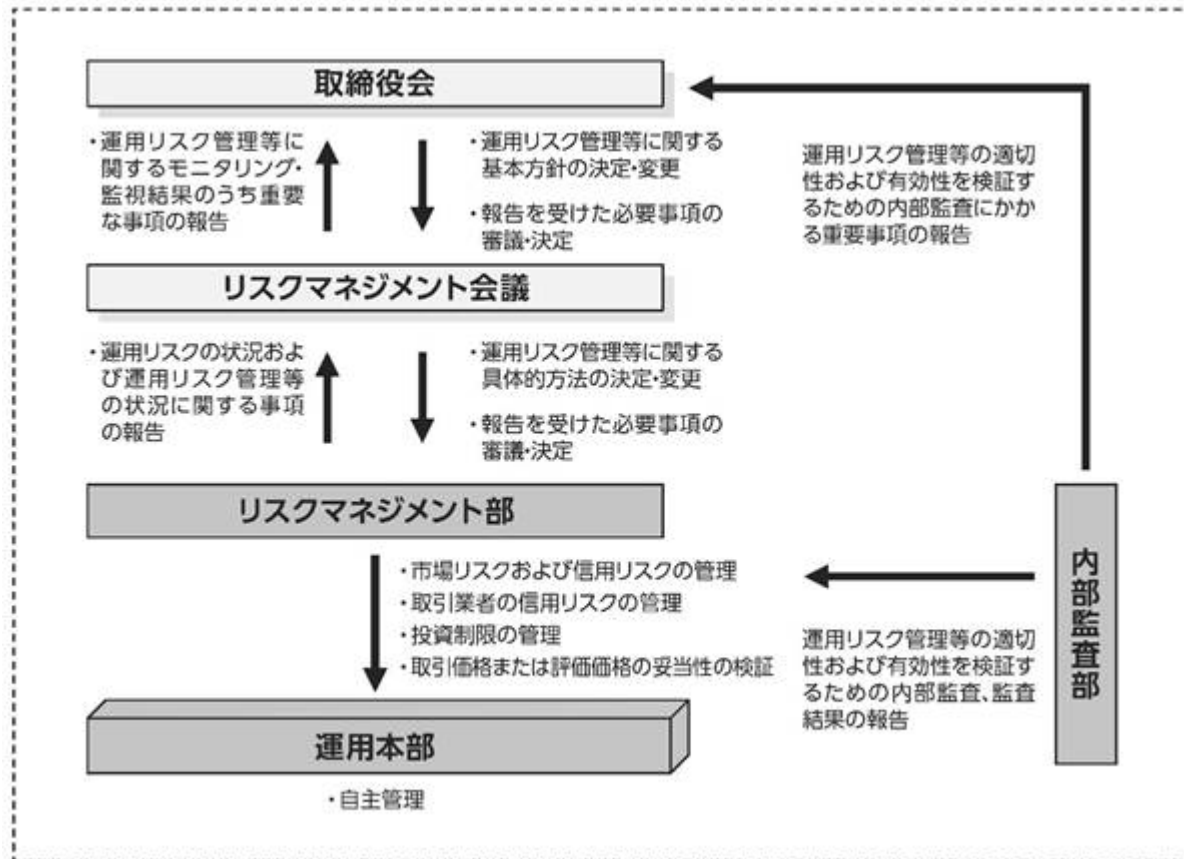 取締役会
・運用リスク管理等に
関するモニタリング・
監視結果のうち重要
な事項の報告
・運用リスク管理等に関する
基本方針の決定・変更
・報告を受けた必要事項の
審議・決定
運用リスク管理等の適切
性および有効性を検証す
るための内部監査にかか
る重要事項の報告
リスクマネジメント会議
・運用リスクの状況およ
び運用リスク管理等
の状況に関する事項
の報告
・運用リスク管理等に関する
具体的方法の決定・変更
・報告を受けた必要事項の
審議・決定
リスクマネジメント部
・市場リスクおよび信用リスクの管理
・取引業者の信用リスクの管理
・投資制限の管理
・取引価格または評価価格の妥当性の検証
内部監査部
運用リスク管理等の適切
性および有効性を検証す
るための内部監査、監査
結果の報告
運用本部
・自主管理